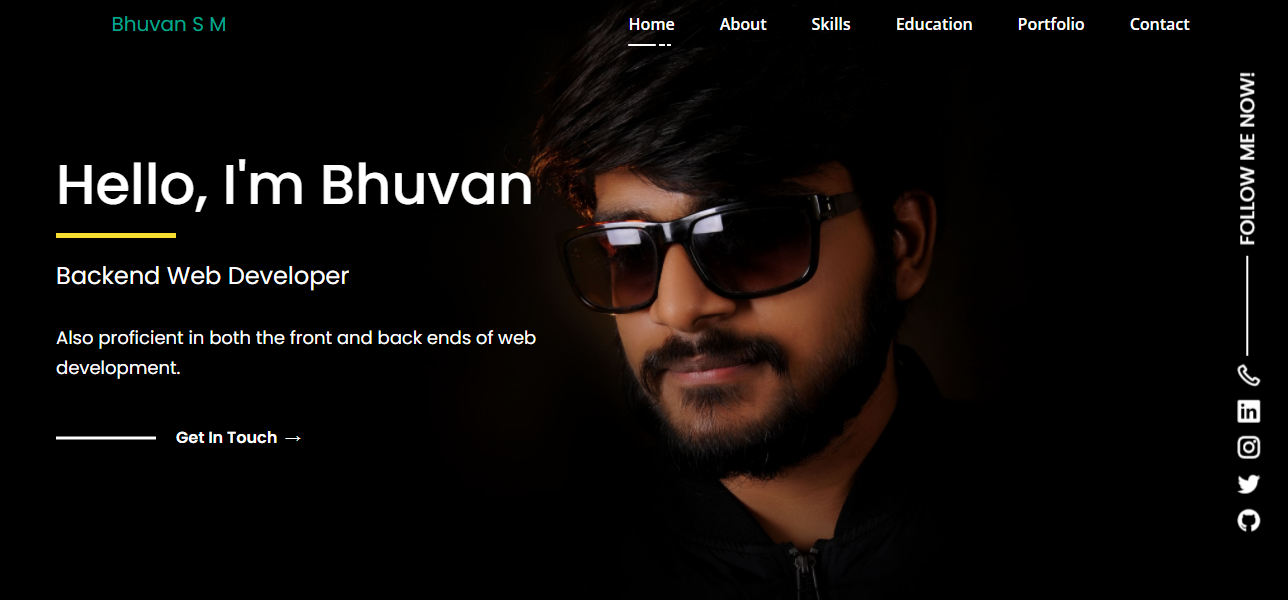 Bhuvan S M
Home
About
Skills
Education
Portfolio
Contact
Hello, I'm Bhuvan
Backend Web Developer
Also proficient in both the front and back ends of web
development.
Get In Touch →
FOLLOW ME NOW!